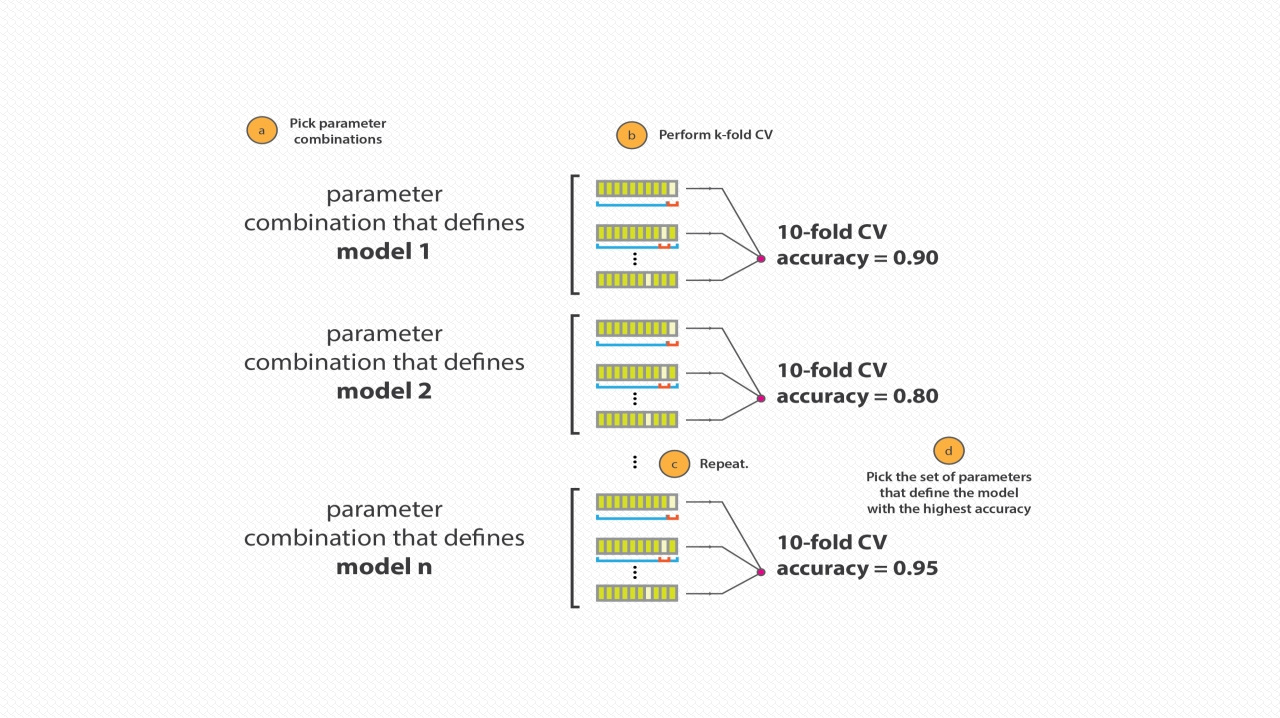 a
Pick parameter
combinations
b
Perform k-fold CV
parameter
combination that defines
model 1
10-fold CV
accuracy = 0.90
parameter
combination that defines
model 2
10-fold CV
accuracy = 0.80
c
Repeat.
d
Pick the set of parameters
that define the model
with the highest accuracy
parameter
combination that defines
model n
10-fold CV
accuracy = 0.95